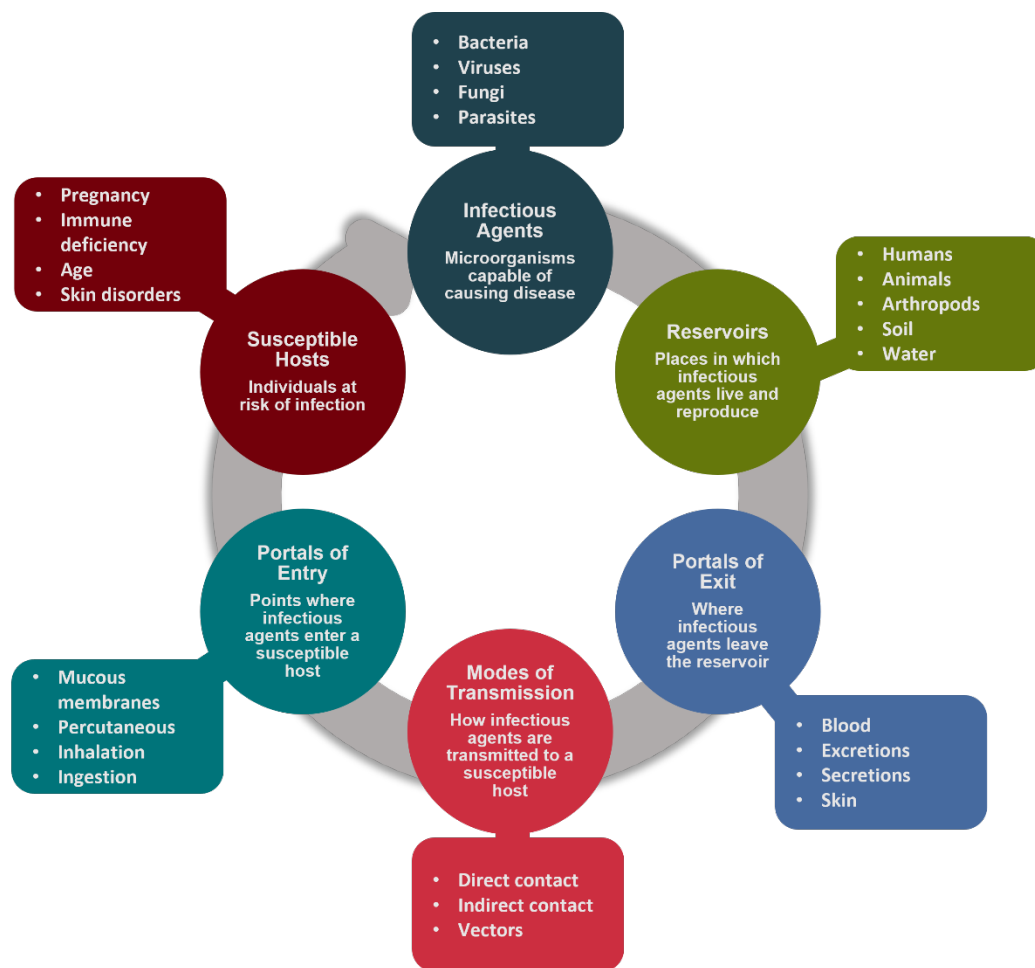 • Bacteria
• Viruses
• Fungi
• Parasites
Infectious
Agents
Microorganisms
capable of
causing disease
• Humans
• Animals
• Arthropods
• Soil
• Water
Reservoirs
Places in which
infectious
agents live and
reproduce
Portals of
Exit
Where
infectious
agents leave
the reservoir
• Blood
• Excretions
• Secretions
• Skin
Modes of
Transmission
How infectious
agents are
transmitted to a
susceptible
host
• Direct contact
• Indirect contact
• Vectors
Portals of
Entry
Points where
infectious
agents enter a
susceptible
host
• Mucous
membranes
• Percutaneous
• Inhalation
• Ingestion
Susceptible
Hosts
Individuals at
risk of infection
• Pregnancy
• Immune
deficiency
• Age
• Skin disorders